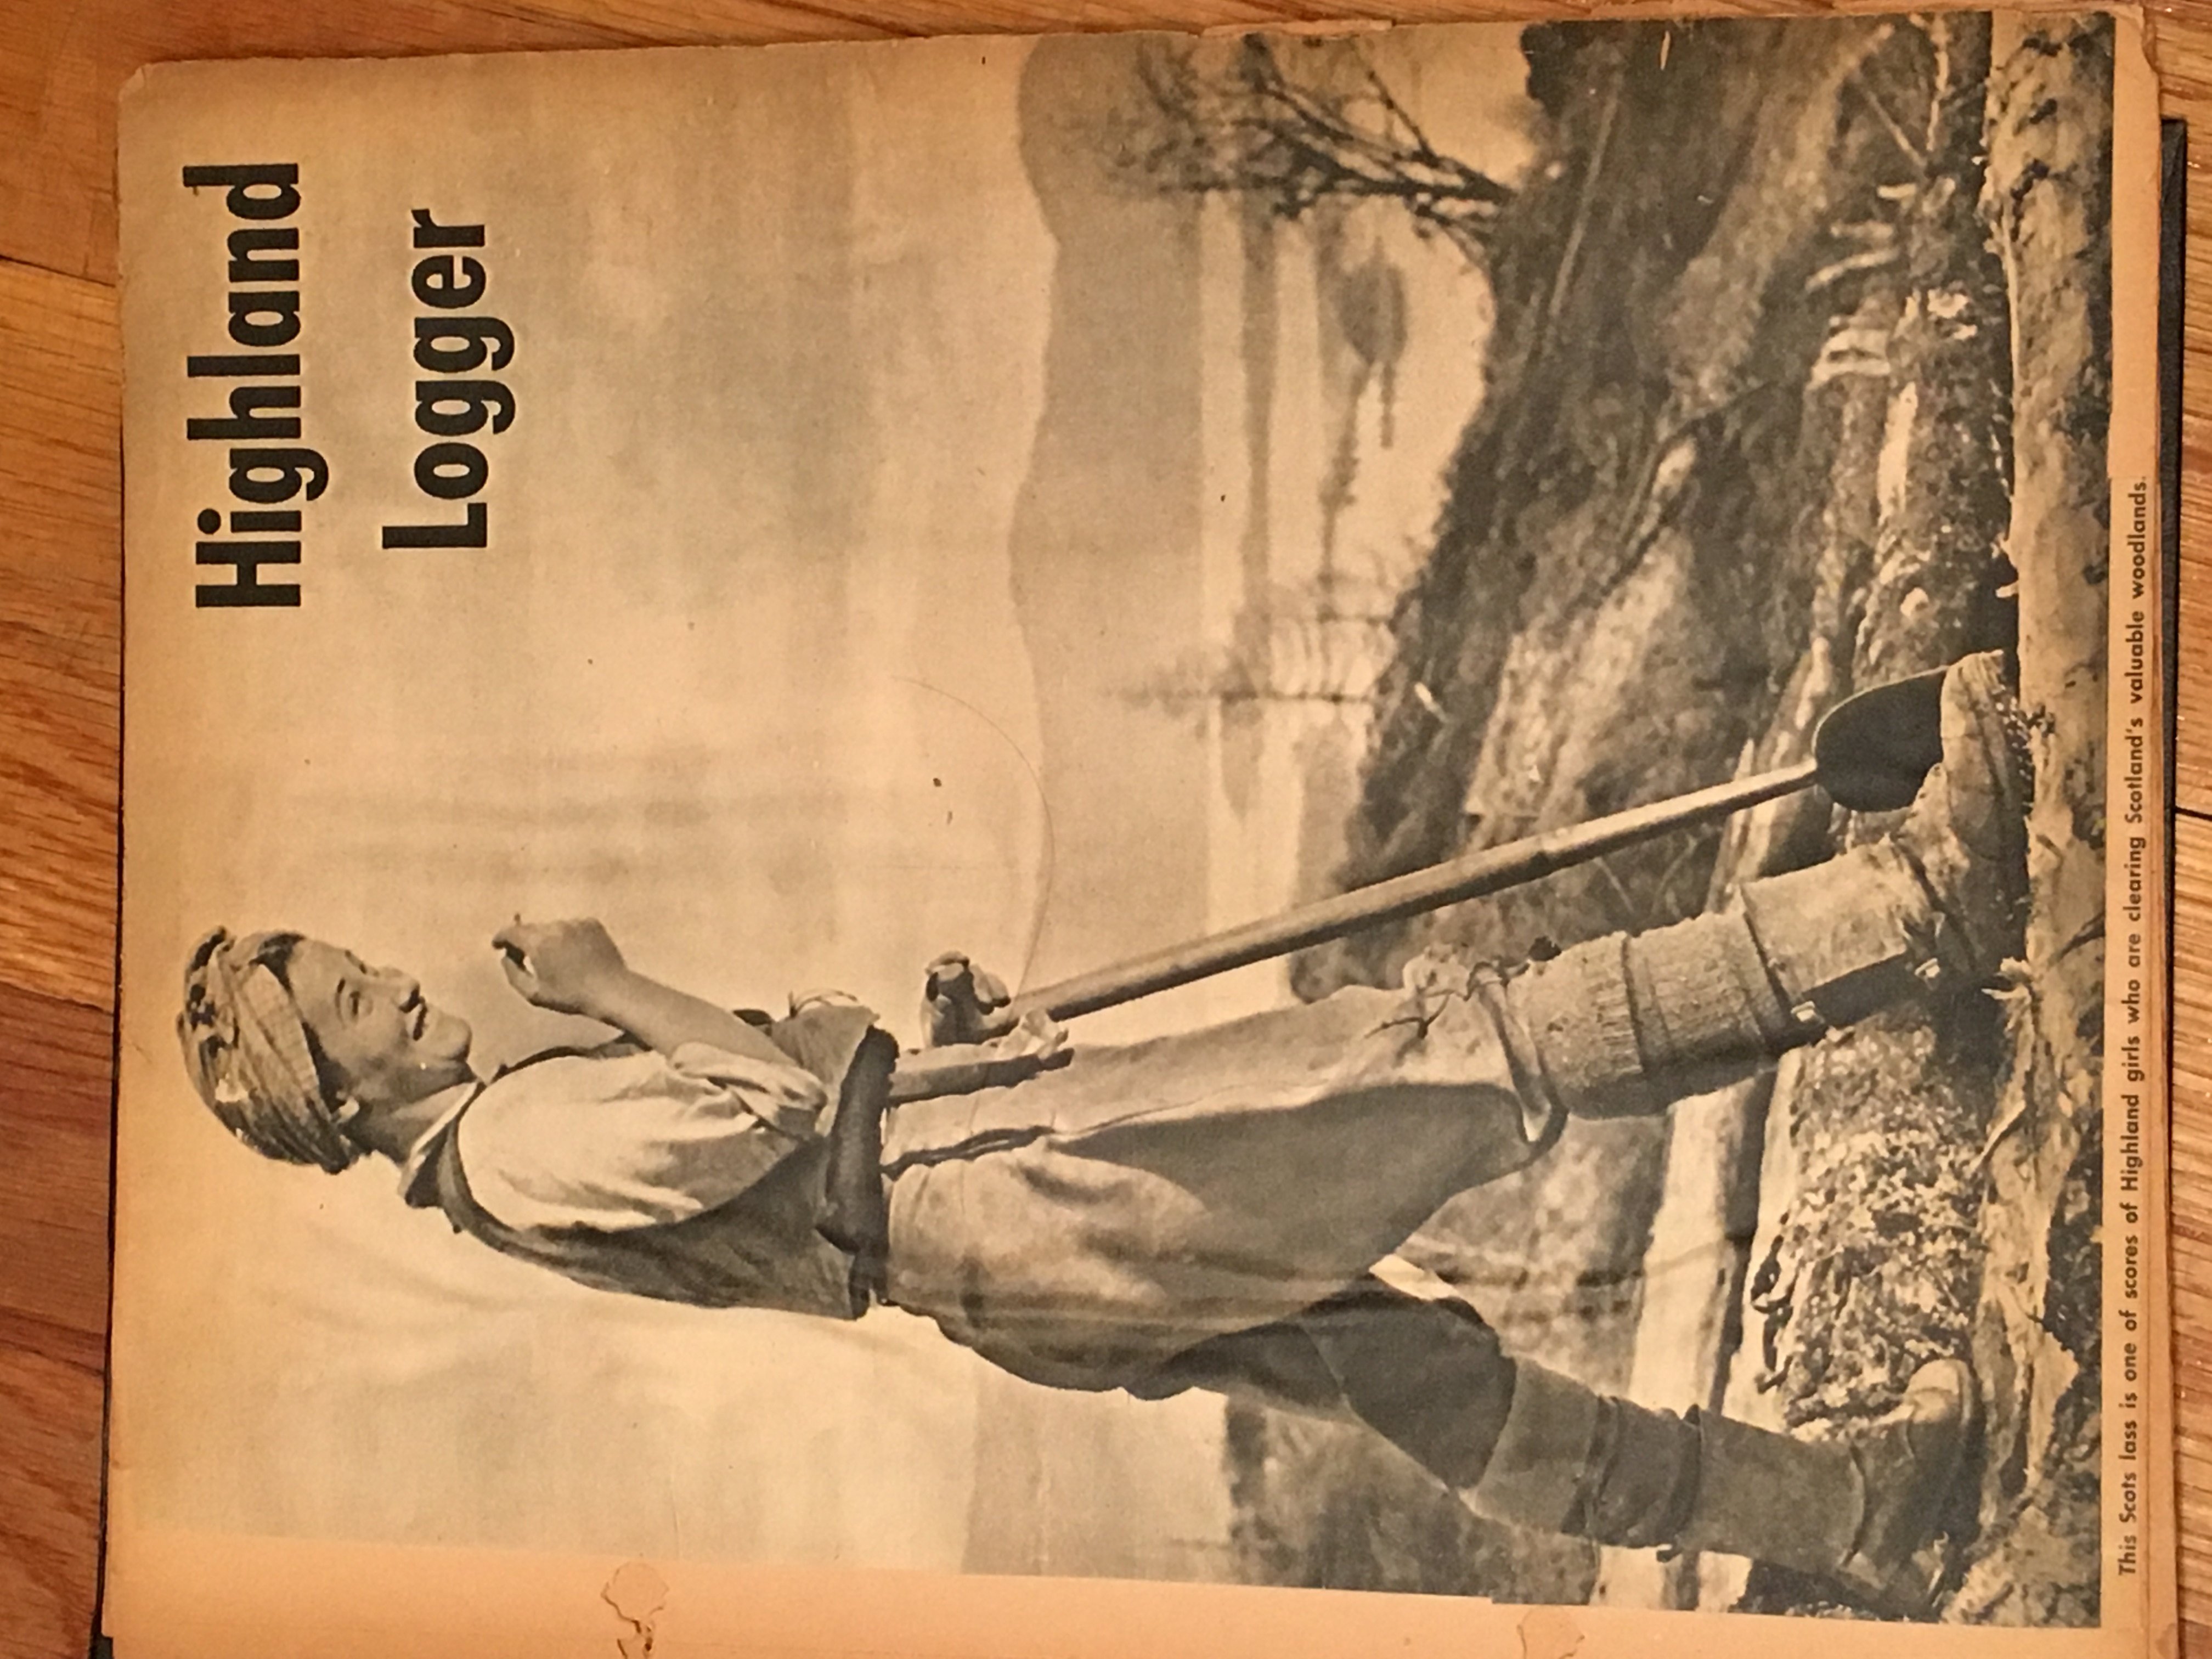 Highland
Logger
This Scots lass is one of scores of Highland girls who are clearing Scotland's valuable woodlands.